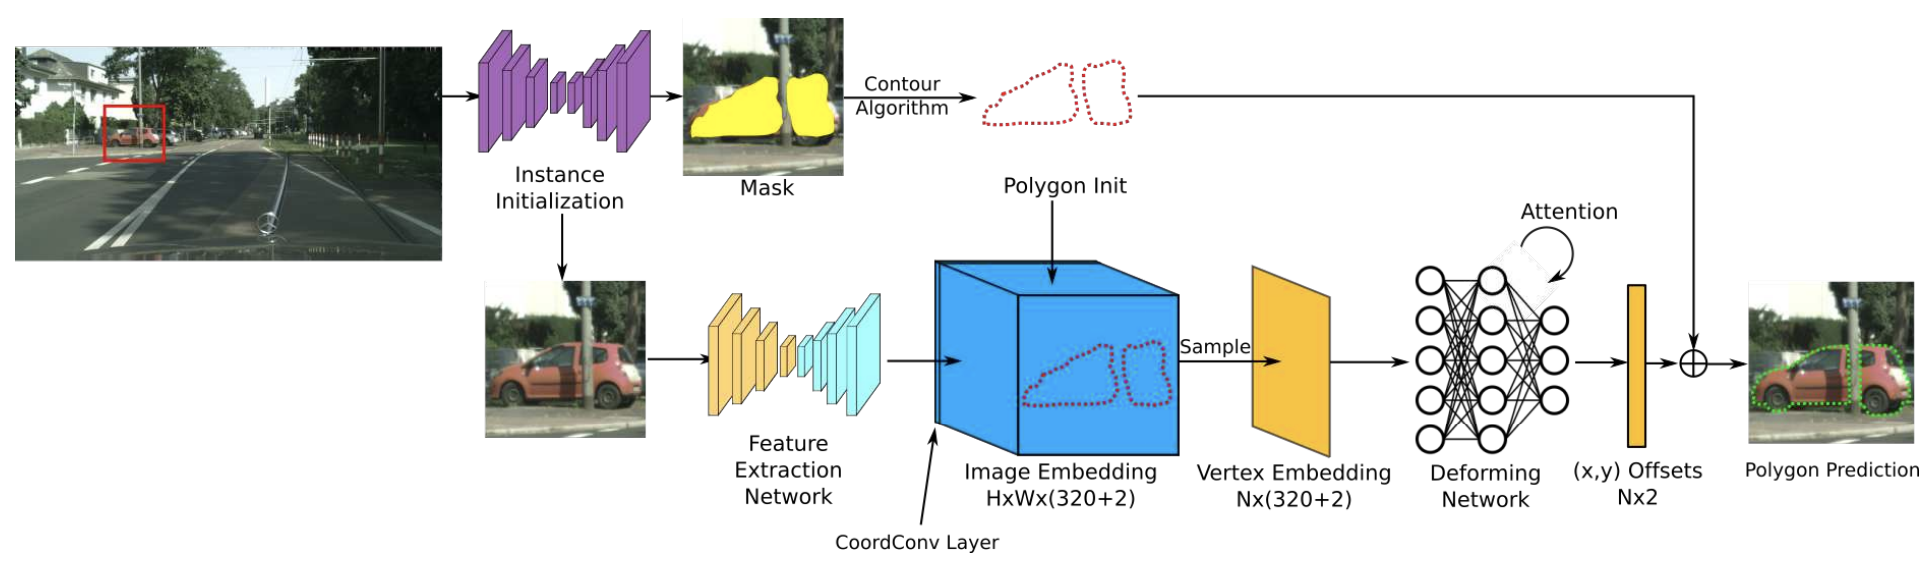 Instance
Initialization
Mask
Contour
Algorithm
Polygon Init
Attention
Feature
Extraction
Network
CoordConv Layer
Image Embedding
HxWx(320+2)
Sample
Vertex Embedding
Nx(320+2)
Deforming
Network
(x,y) Offsets
Nx2
Polygon Prediction